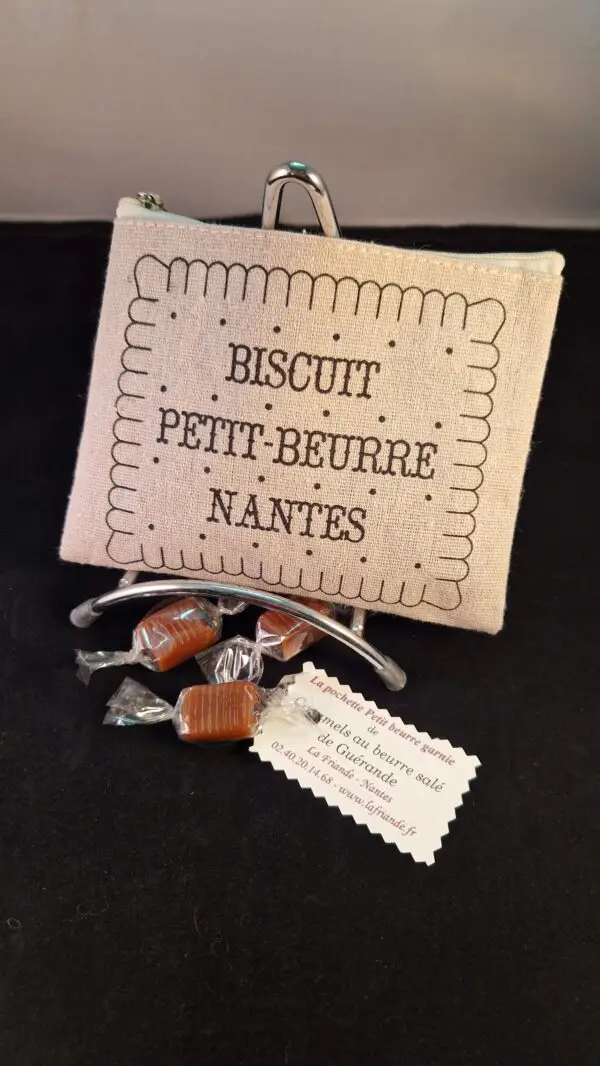 BISCUIT
PETIT-BEURRE
NANTES
La pochette Petit beurre garnie
de
Caramels au beurre salé
de Guérande
La Friande - Nantes
02.40.20.14.68 - www.lafriande.fr